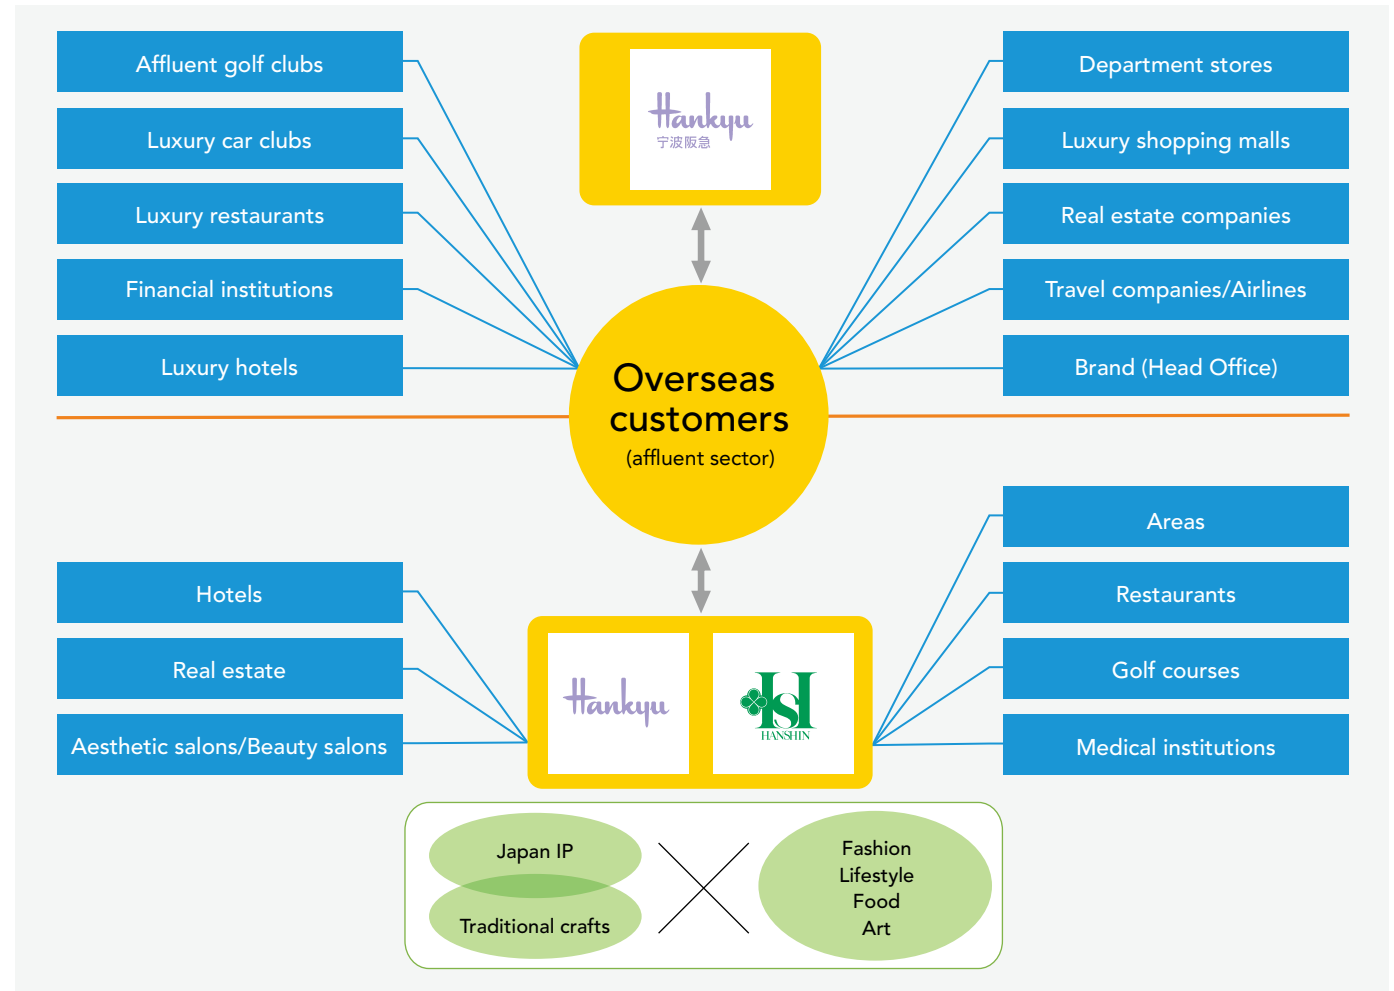 Affluent golf clubs
Luxury car clubs
Luxury restaurants
Financial institutions
Luxury hotels
Hankyu
宁波阪急
Department stores
Luxury shopping malls
Real estate companies
Travel companies/Airlines
Brand (Head Office)
Overseas
customers
(affluent sector)
Hotels
Real estate
Aesthetic salons/Beauty salons
Hankyu
HS
HANSHIN
Areas
Restaurants
Golf courses
Medical institutions
Japan IP
Traditional crafts
Fashion
Lifestyle
Food
Art